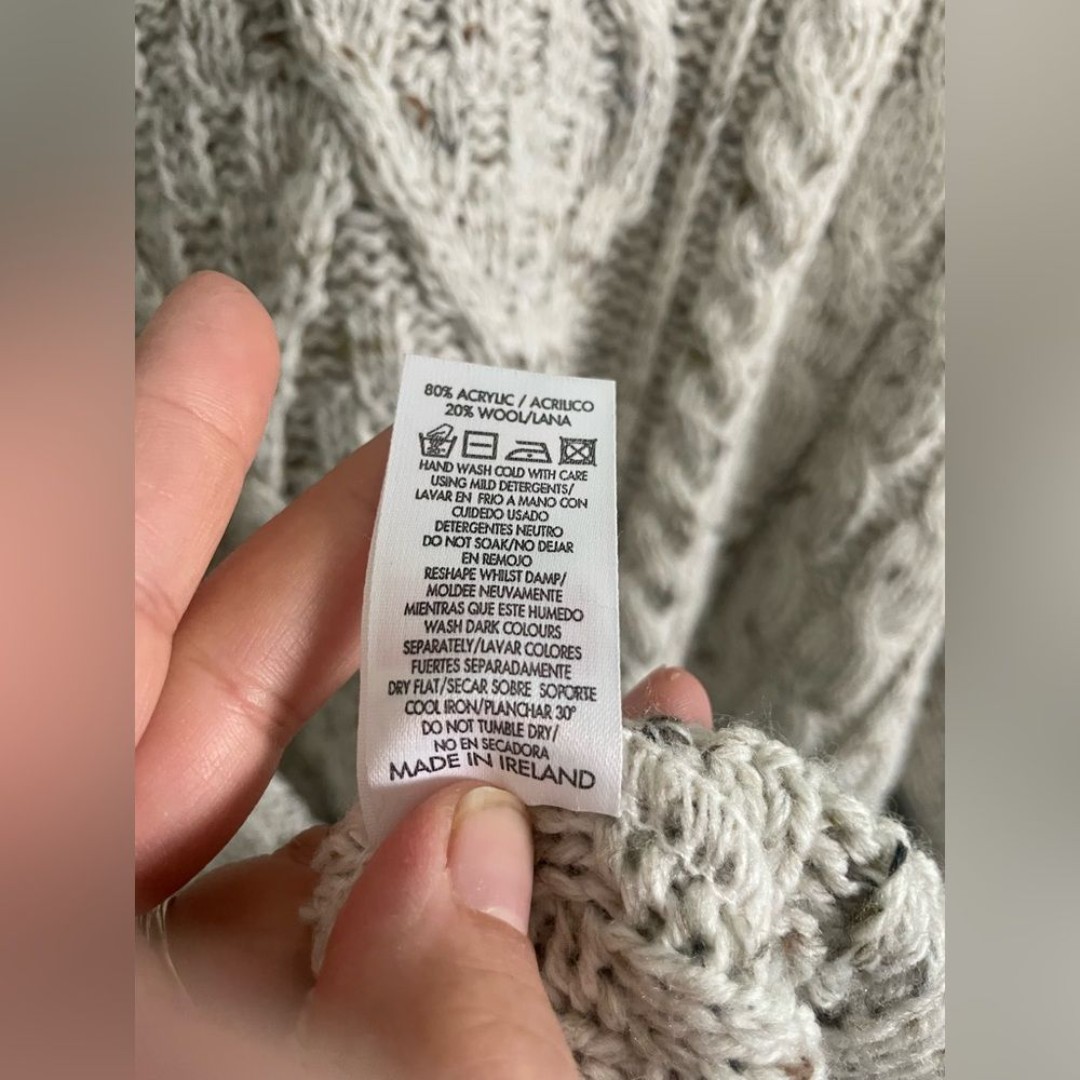 80% ACRYLIC / ACRILICO
20% WOOL/LANA
HAND WASH COLD WITH CARE
USING MILD DETERGENTS/
LAVAR EN FRIO A MANO CON
CUIDEDO USADO
DETERGENTES NEUTRO
DO NOT SOAK/NO DEJAR
EN REMOJO
RESHAPE WHILST DAMP/
MOLDEE NEUVAMENTE
MIENTRAS QUE ESTE HUMEDO
WASH DARK COLOURS
SEPARATELY/LAVAR COLORES
FUERTES SEPARADAMENTE
DRY FLAT/SECAR SOBRE SOPORTE
COOL IRON/PLANCHAR 30°
DO NOT TUMBLE DRY/
NO EN SECADORA
MADE IN IRELAND